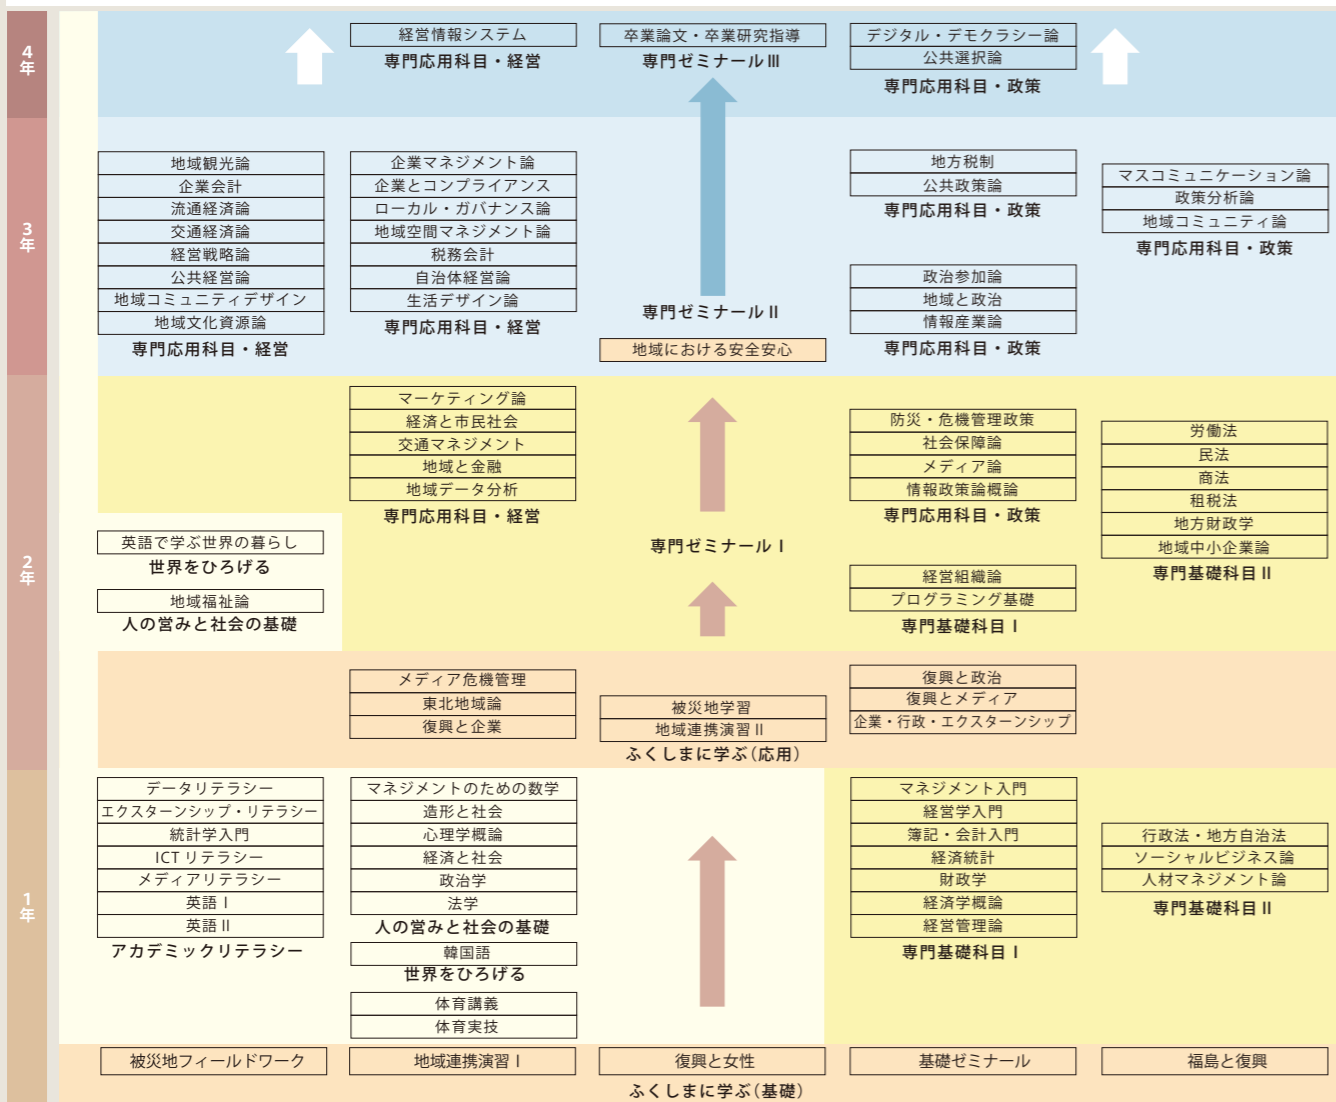 4年
経営情報システム
専門応用科目・経営
卒業論文・卒業研究指導
専門ゼミナールⅢ
デジタル・デモクラシー論
公共選択論
専門応用科目・政策
3年
地域観光論
企業会計
流通経済論
交通経済論
経営戦略論
公共経営論
地域コミュニティデザイン
地域文化資源論
専門応用科目・経営
企業マネジメント論
企業とコンプライアンス
ローカル・ガバナンス論
地域空間マネジメント論
税務会計
自治体経営論
生活デザイン論
専門応用科目・経営
専門ゼミナールⅡ
地域における安全安心
地方税制
公共政策論
専門応用科目・政策
政治参加論
地域と政治
情報産業論
専門応用科目・政策
マスコミュニケーション論
政策分析論
地域コミュニティ論
専門応用科目・政策
2年
英語で学ぶ世界の暮らし
世界をひろげる
地域福祉論
人の営みと社会の基礎
マーケティング論
経済と市民社会
交通マネジメント
地域と金融
地域データ分析
専門応用科目・経営
専門ゼミナールⅠ
防災・危機管理政策
社会保障論
メディア論
情報政策論概論
専門応用科目・政策
経営組織論
プログラミング基礎
専門基礎科目Ⅰ
労働法
民法
商法
租税法
地方財政学
地域中小企業論
専門基礎科目Ⅱ
メディア危機管理
東北地域論
復興と企業
被災地学習
地域連携演習Ⅱ
ふくしまに学ぶ(応用)
復興と政治
復興とメディア
企業・行政・エクスターンシップ
1年
データリテラシー
エクスターンシップ・リテラシー
統計学入門
ICTリテラシー
メディアリテラシー
英語Ⅰ
英語Ⅱ
アカデミックリテラシー
マネジメントのための数学
造形と社会
心理学概論
経済と社会
政治学
法学
人の営みと社会の基礎
韓国語
世界をひろげる
体育講義
体育実技
マネジメント入門
経営学入門
簿記・会計入門
経済統計
財政学
経済学概論
経営管理論
専門基礎科目Ⅰ
行政法・地方自治法
ソーシャルビジネス論
人材マネジメント論
専門基礎科目Ⅱ
被災地フィールドワーク
地域連携演習Ⅰ
復興と女性
基礎ゼミナール
福島と復興
ふくしまに学ぶ(基礎)